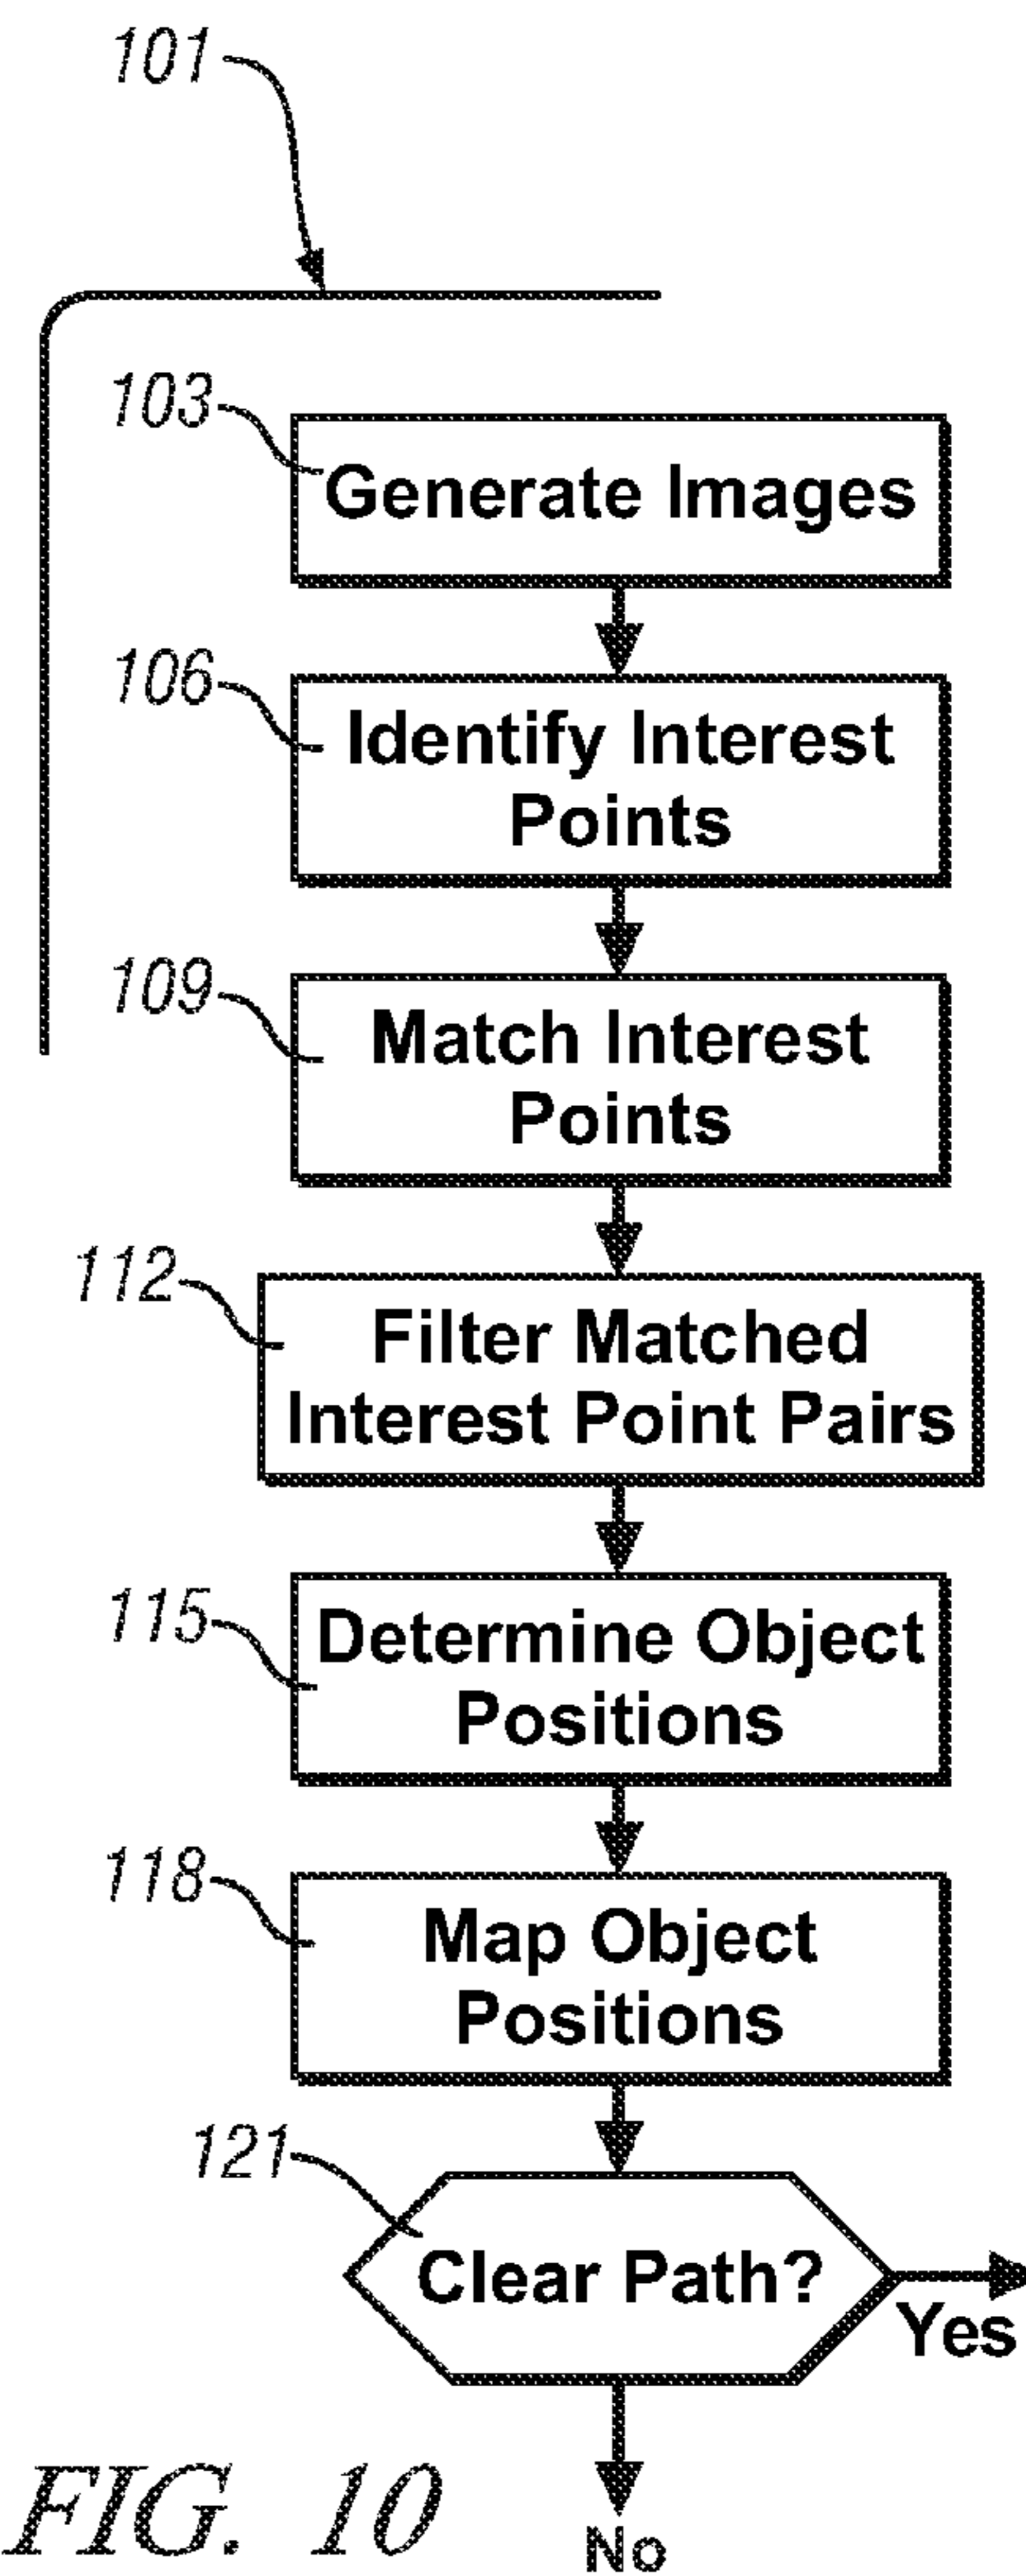 101
103
Generate Images
106
Identify Interest
Points
109
Match Interest
Points
112
Filter Matched
Interest Point Pairs
115
Determine Object
Positions
118
Map Object
Positions
121
Clear Path?
Yes
No
FIG. 10